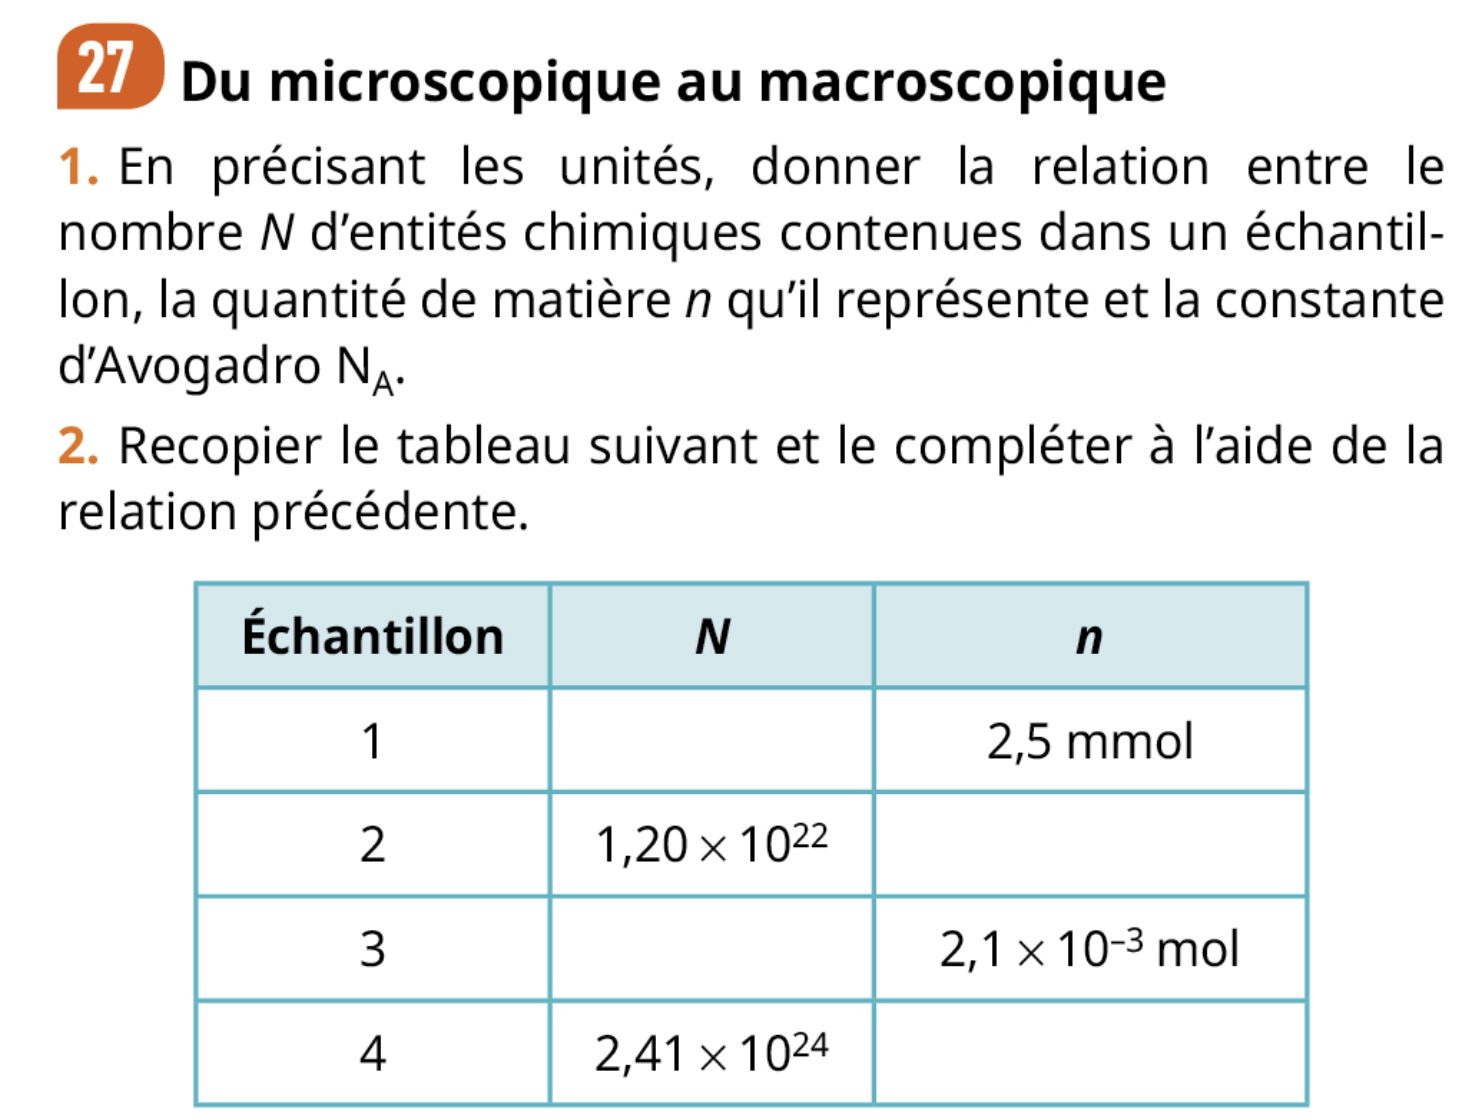 27 Du microscopique au macroscopique
1. En précisant les unités, donner la relation entre le
nombre N d'entités chimiques contenues dans un échantil-
lon, la quantité de matière n qu'il représente et la constante
d'Avogadro N_A.
2. Recopier le tableau suivant et le compléter à l'aide de la
relation précédente.
Échantillon N n
1 2,5 mmol
2 1,20 × 10²²
3 2,1 × 10⁻³ mol
4 2,41 × 10²⁴